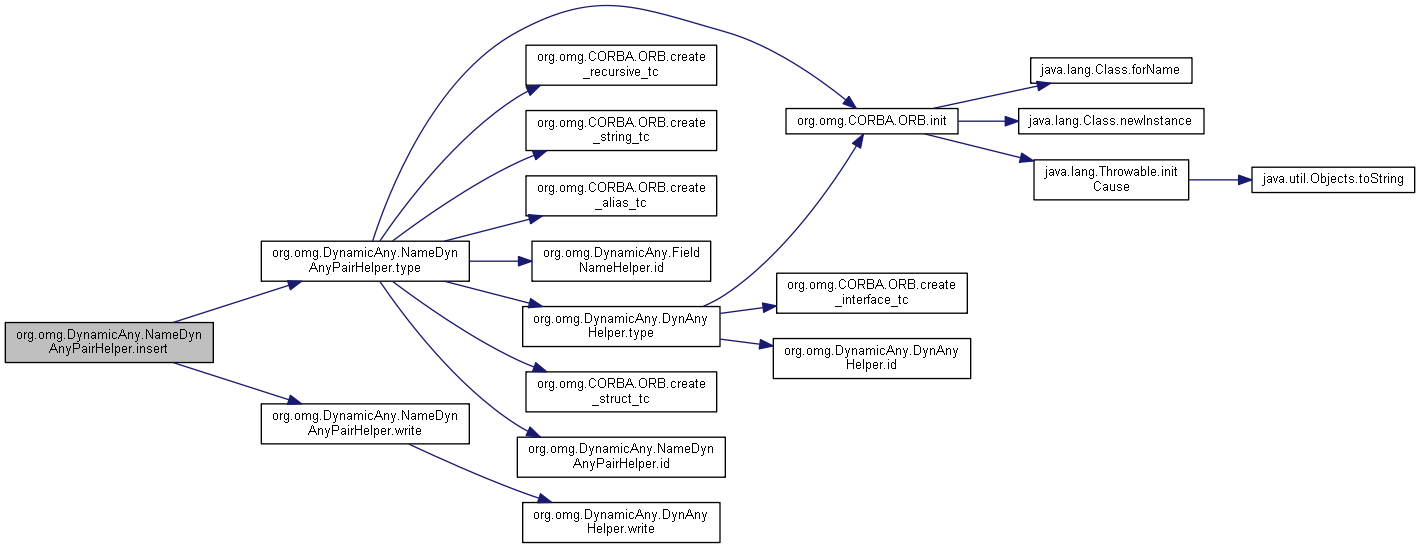 org.omg.CORBA.ORB.create
_recursive_tc
org.omg.CORBA.ORB.create
_string_tc
org.omg.CORBA.ORB.create
_alias_tc
org.omg.DynamicAny.NameDyn
AnyPairHelper.type
org.omg.DynamicAny.Field
NameHelper.id
org.omg.DynamicAny.DynAny
Helper.type
org.omg.CORBA.ORB.create
_struct_tc
org.omg.DynamicAny.NameDyn
AnyPairHelper.id
org.omg.DynamicAny.DynAny
Helper.write
org.omg.DynamicAny.NameDyn
AnyPairHelper.insert
org.omg.DynamicAny.NameDyn
AnyPairHelper.write
org.omg.CORBA.ORB.init
org.omg.CORBA.ORB.create
_interface_tc
org.omg.DynamicAny.DynAny
Helper.id
java.lang.Class.forName
java.lang.Class.newInstance
java.lang.Throwable.init
Cause
java.util.Objects.toString